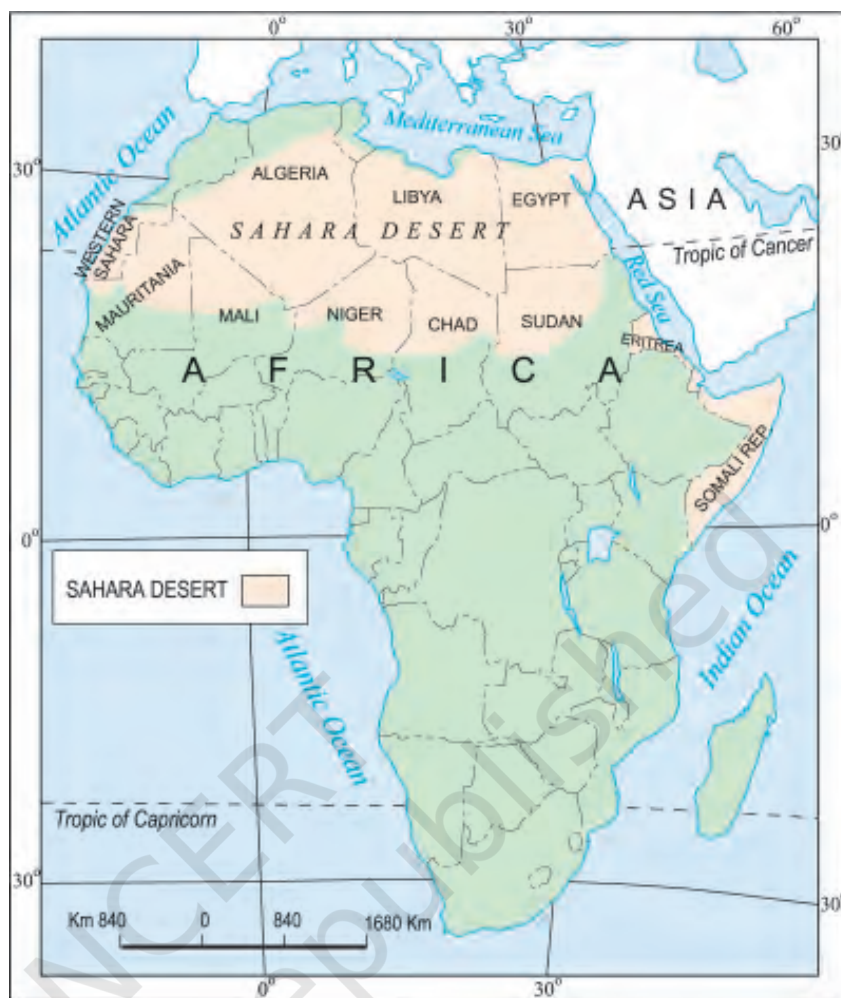 0° 30° 60°
Atlantic Ocean
Mediterranean Sea
30° 30°
ALGERIA
LIBYA
EGYPT
ASIA
WESTERN
SAHARA
SAHARA DESERT
Tropic of Cancer
Red Sea
MAURITANIA
MALI
NIGER
CHAD
SUDAN
ERITREA
AFRICA
SOMALI REP.
0° 0°
SAHARA DESERT
Atlantic Ocean
Indian Ocean
Tropic of Capricorn
30° 30°
Km 840 0 840 1680 Km
0° 30°
NCERT
republished